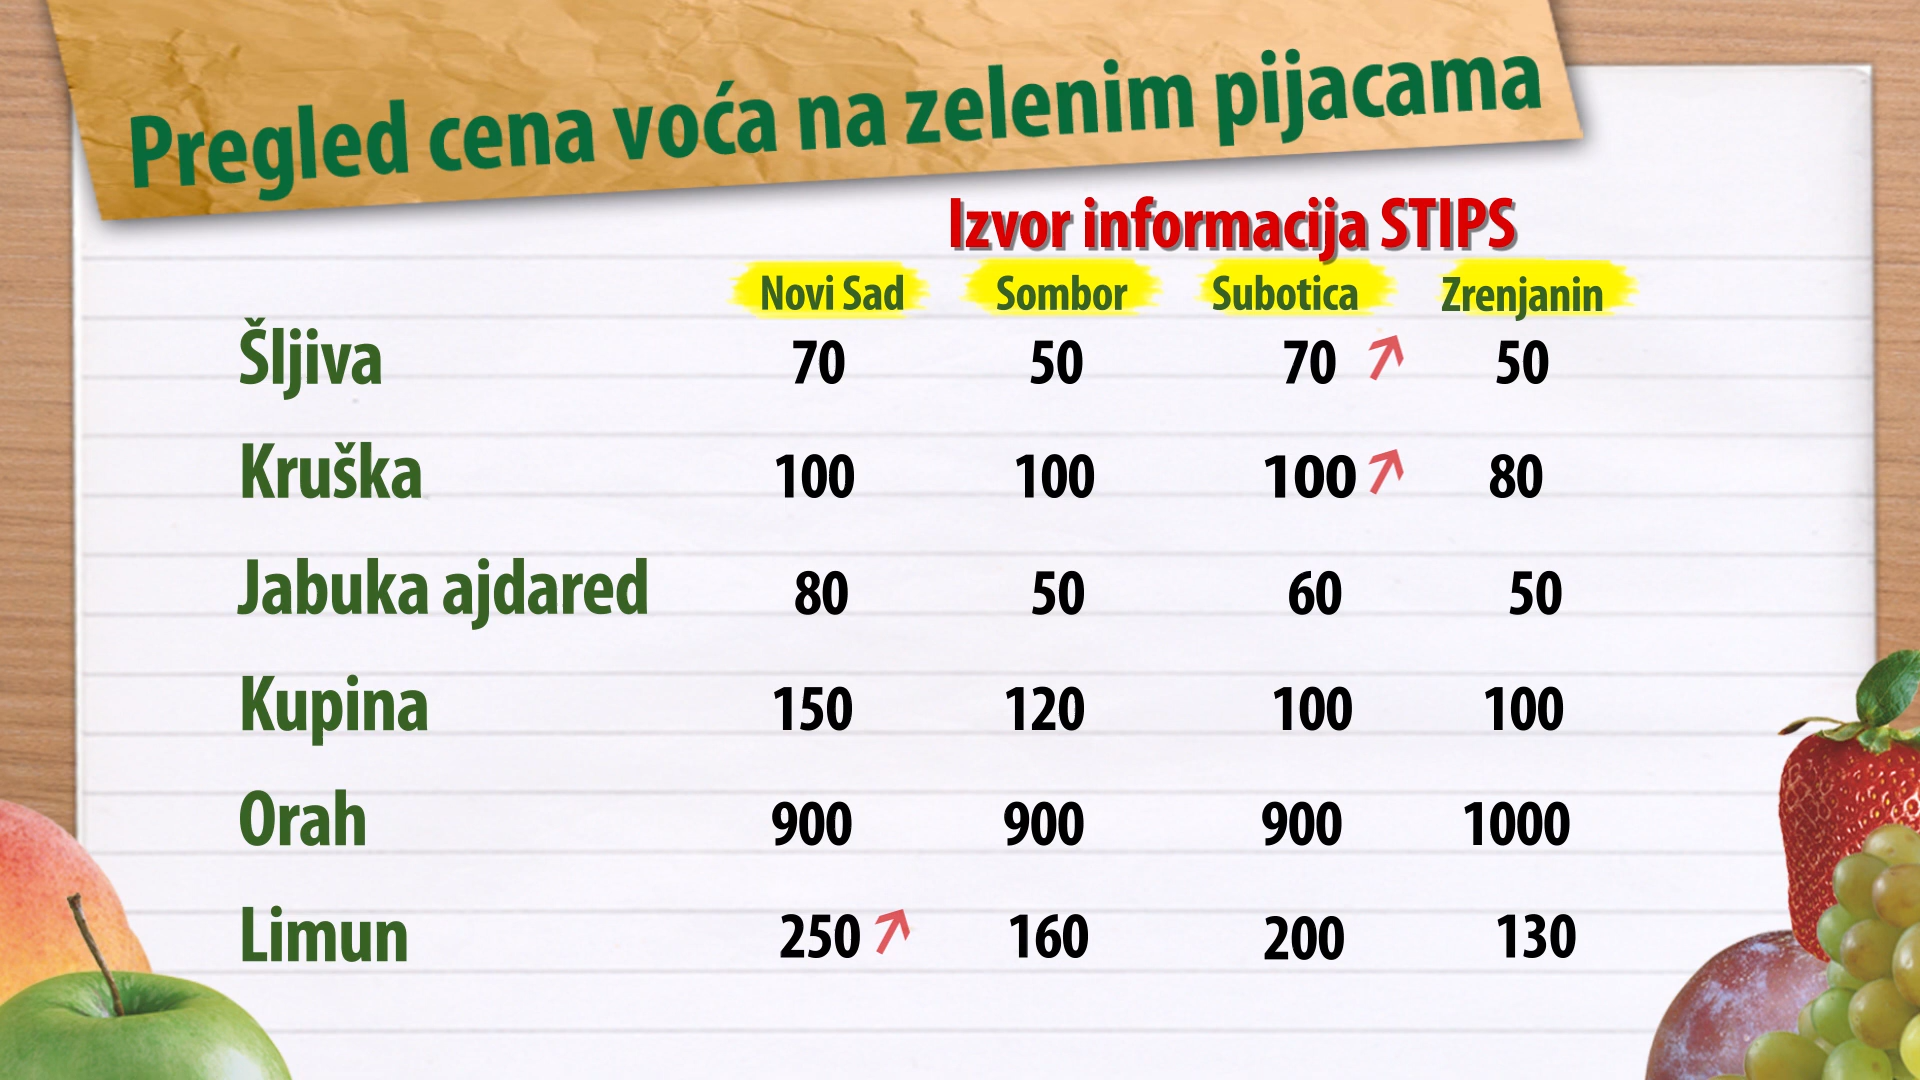 Pregled cena voća na zelenim pijacama
Izvor informacija STIPS
Novi Sad Sombor Subotica Zrenjanin
Šljiva 70 50 70 ↗ 50
Kruška 100 100 100 ↗ 80
Jabuka ajdared 80 50 60 50
Kupina 150 120 100 100
Orah 900 900 900 1000
Limun 250 ↗ 160 200 130